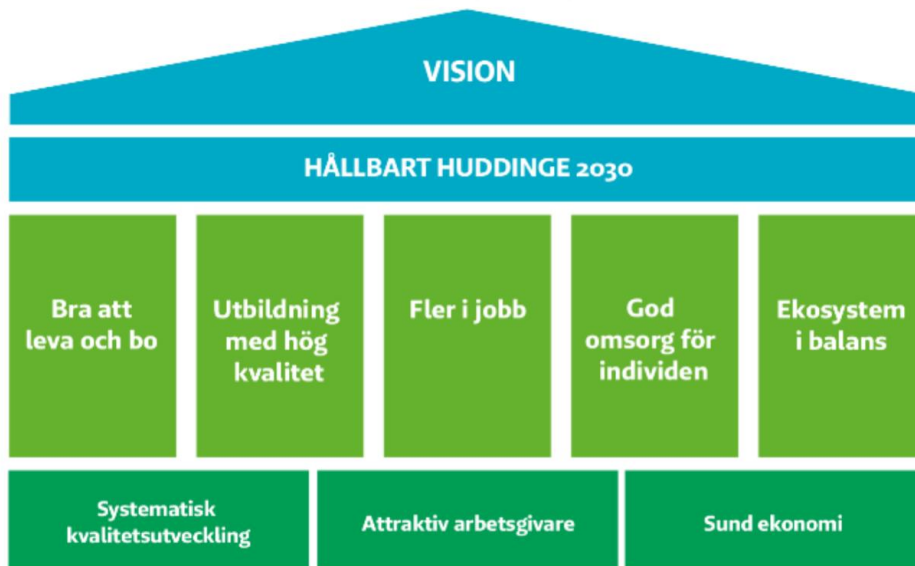 VISION
HÅLLBART HUDDINGE 2030
Bra att
leva och bo
Utbildning
med hög
kvalitet
Fler i jobb
God
omsorg för
individen
Ekosystem
i balans
Systematisk
kvalitetsutveckling
Attraktiv arbetsgivare
Sund ekonomi